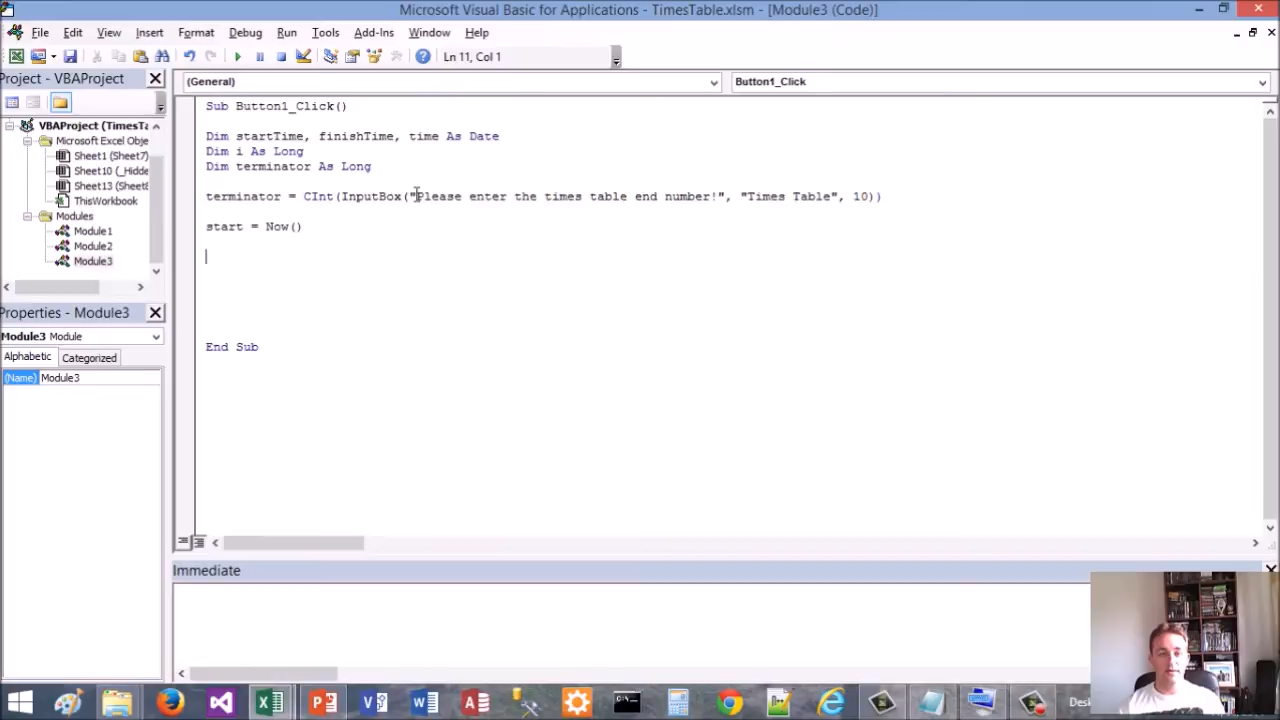 Microsoft Visual Basic for Applications - TimesTable.xlsm - [Module3 (Code)]
File Edit View Insert Format Debug Run Tools Add-Ins Window Help
Ln 11, Col 1
Project - VBAProject
(General)
Button1_Click
VBAProject (TimesTa
Microsoft Excel Obje
Sheet1 (Sheet7)
Sheet10 (_Hidde
Sheet13 (Sheet8
ThisWorkbook
Modules
Module1
Module2
Module3
Properties - Module3
Module3 Module
Alphabetic Categorized
(Name) Module3
Sub Button1_Click()
Dim startTime, finishTime, time As Date
Dim i As Long
Dim terminator As Long
terminator = CInt(InputBox("Please enter the times table end number!", "Times Table", 10))
start = Now()
End Sub
Immediate
Desk